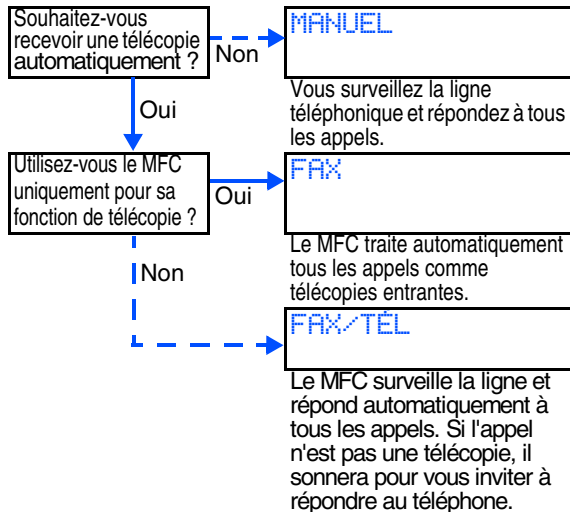 Souhaitez-vous
recevoir une télécopie
automatiquement ?
Non
MANUEL
Vous surveillez la ligne
téléphonique et répondez à tous
les appels.
Oui
Utilisez-vous le MFC
uniquement pour sa
fonction de télécopie ?
Oui
FAX
Le MFC traite automatiquement
tous les appels comme
télécopies entrantes.
Non
FAX/TÉL
Le MFC surveille la ligne et
répond automatiquement à
tous les appels. Si l'appel
n'est pas une télécopie, il
sonnera pour vous inviter à
répondre au téléphone.